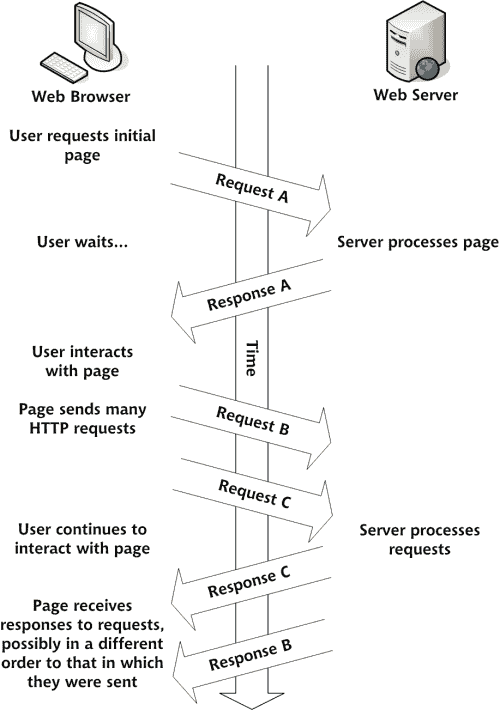 Web Browser
Web Server
User requests initial
page
Request A
User waits...
Server processes page
Response A
Time
User interacts
with page
Page sends many
HTTP requests
Request B
Request C
User continues to
interact with page
Server processes
requests
Response C
Page receives
responses to requests,
possibly in a different
order to that in which
they were sent
Response B